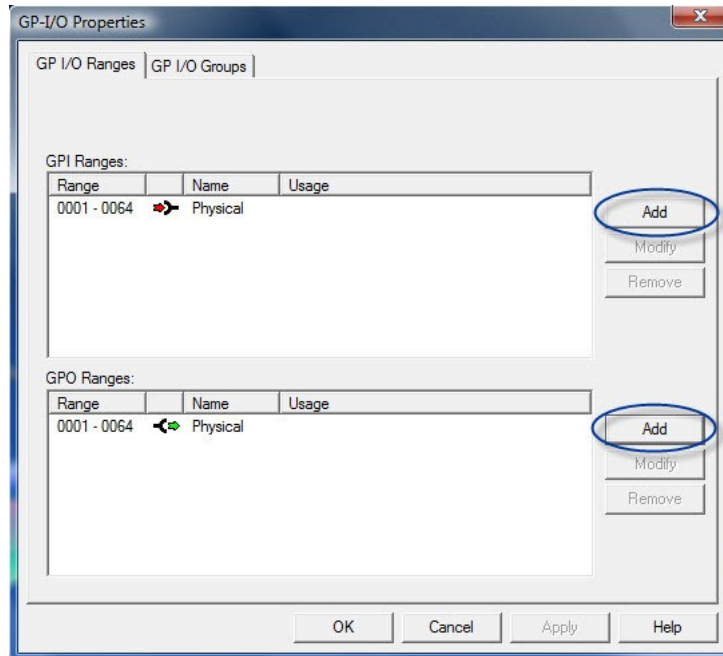 GP-I/O Properties
GP I/O Ranges GP I/O Groups
GPI Ranges:
Range Name Usage
0001 - 0064 Physical
Add
Modify
Remove
GPO Ranges:
Range Name Usage
0001 - 0064 Physical
Add
Modify
Remove
OK Cancel Apply Help